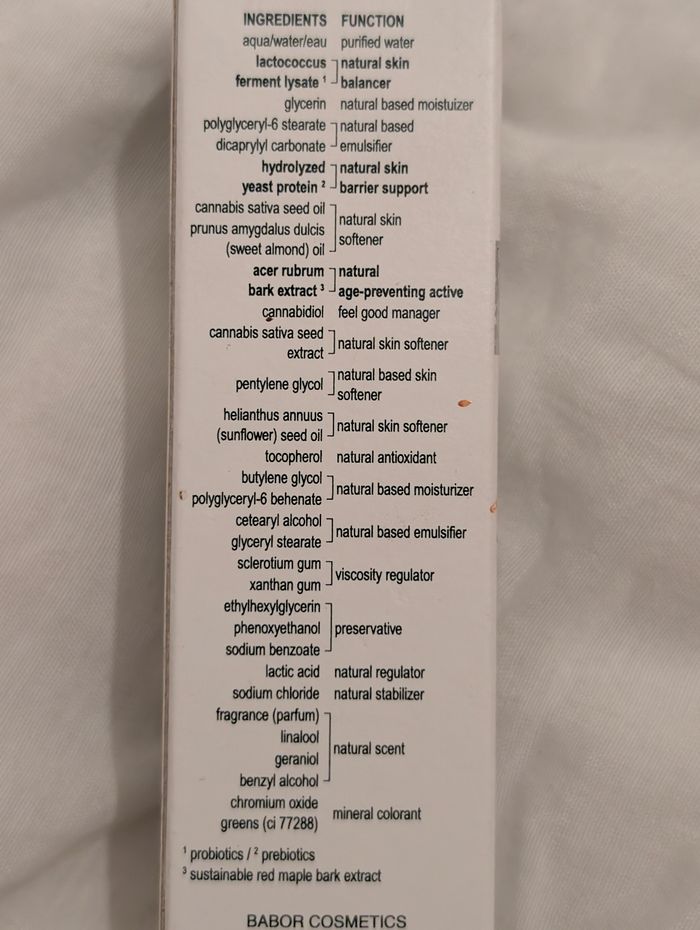 INGREDIENTS FUNCTION
aqua/water/eau purified water
lactococcus natural skin
ferment lysate ¹ balancer
glycerin natural based moistuizer
polyglyceryl-6 stearate natural based
dicaprylyl carbonate emulsifier
hydrolyzed natural skin
yeast protein ² barrier support
cannabis sativa seed oil
prunus amygdalus dulcis natural skin
(sweet almond) oil softener
acer rubrum natural
bark extract ³ age-preventing active
cannabidiol feel good manager
cannabis sativa seed
extract natural skin softener
pentylene glycol natural based skin
softener
helianthus annuus
(sunflower) seed oil natural skin softener
tocopherol natural antioxidant
butylene glycol
polyglyceryl-6 behenate natural based moisturizer
cetearyl alcohol
glyceryl stearate natural based emulsifier
sclerotium gum
xanthan gum viscosity regulator
ethylhexylglycerin
phenoxyethanol preservative
sodium benzoate
lactic acid natural regulator
sodium chloride natural stabilizer
fragrance (parfum)
linalool
geraniol natural scent
benzyl alcohol
chromium oxide
greens (ci 77288) mineral colorant
¹ probiotics / ² prebiotics
³ sustainable red maple bark extract
BABOR COSMETICS